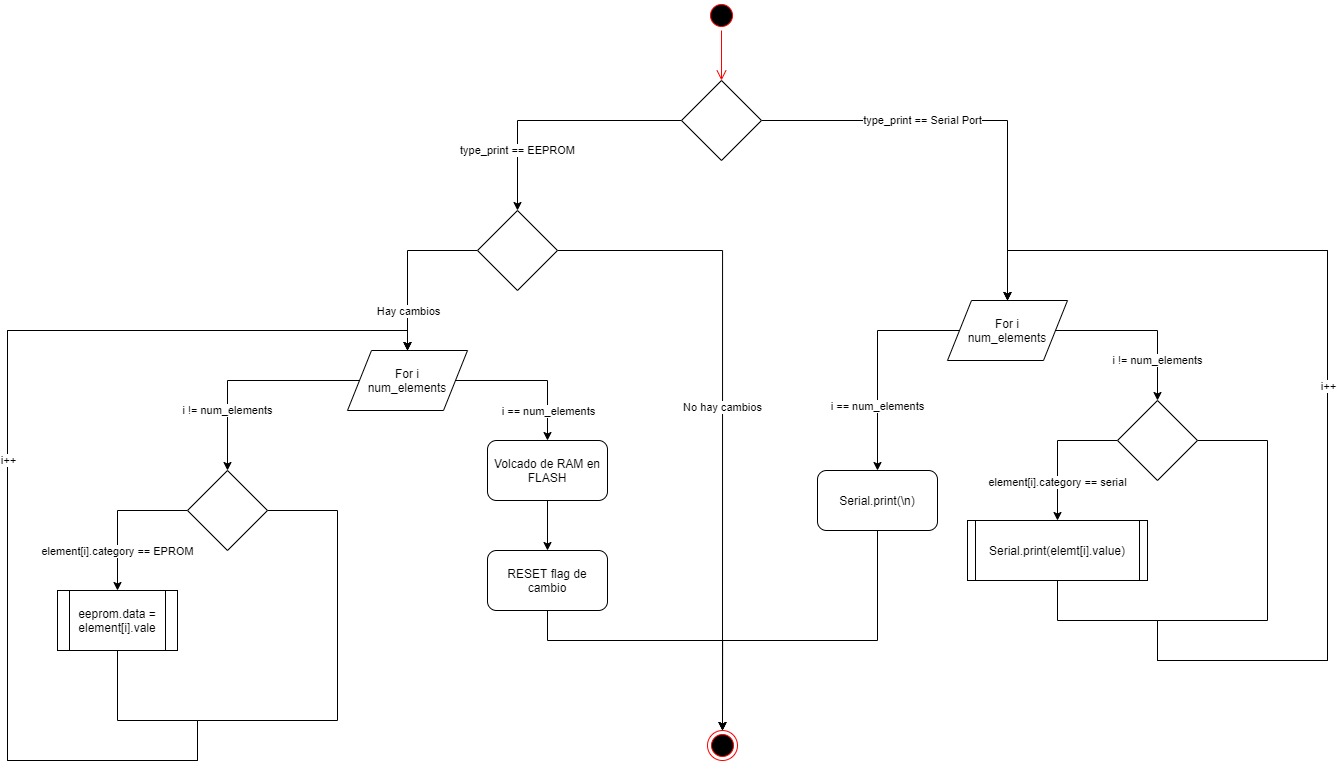 type_print == Serial Port
type_print == EEPROM
Hay cambios
For i
num_elements
For i
num_elements
i != num_elements
i++
i != num_elements
i == num_elements
No hay cambios
i == num_elements
i++
Volcado de RAM en
FLASH
Serial.print(\n)
element[i].category == serial
element[i].category == EPROM
Serial.print(elemt[i].value)
RESET flag de
cambio
eeprom.data =
element[i].vale